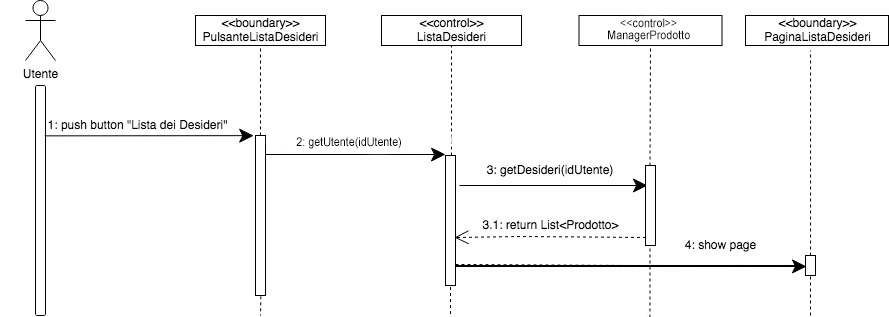 <<boundary>>
PulsanteListaDesideri
<<control>>
ListaDesideri
<<control>>
ManagerProdotto
<<boundary>>
PaginaListaDesideri
Utente
1: push button "Lista dei Desideri"
2: getUtente(idUtente)
3: getDesideri(idUtente)
3.1: return List<Prodotto>
4: show page